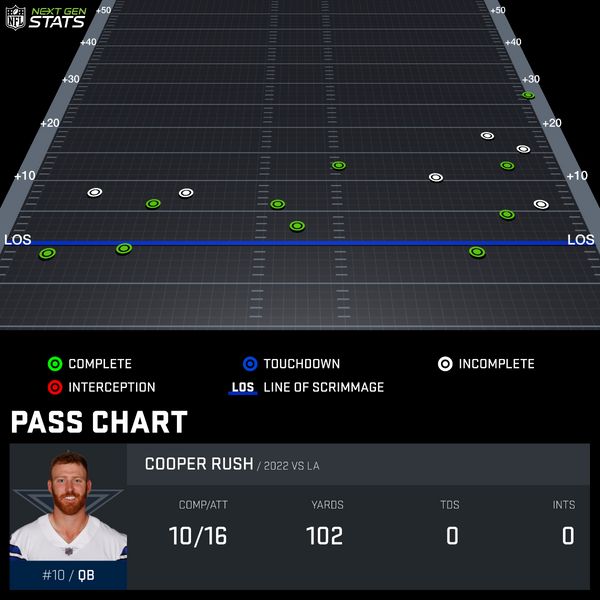 NFL NEXT GEN STATS
+50 +50
+40 +40
+30 +30
+20 +20
+10 +10
LOS LOS
COMPLETE TOUCHDOWN INCOMPLETE
INTERCEPTION LOS LINE OF SCRIMMAGE
PASS CHART
COOPER RUSH / 2022 VS LA
COMP/ATT YARDS TDS INTS
10/16 102 0 0
#10 / QB